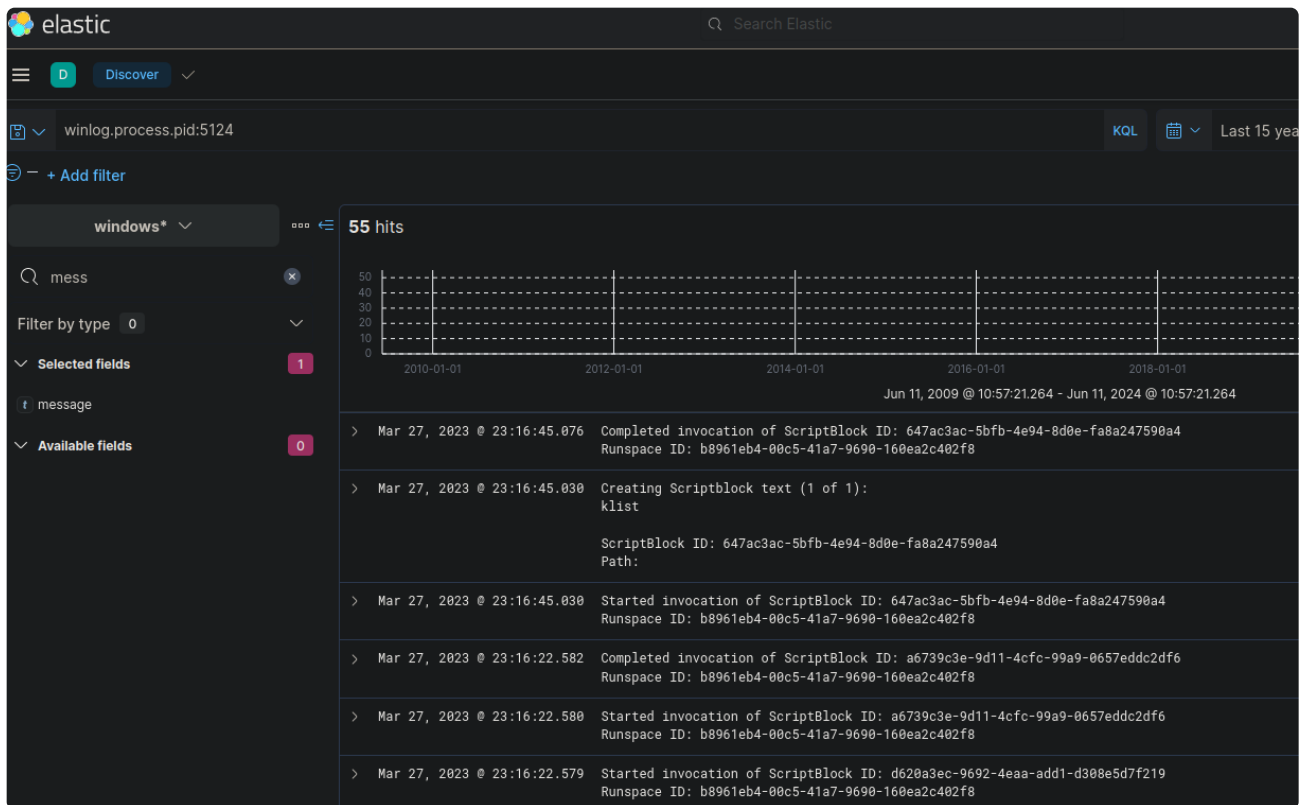 elastic
Search Elastic
D Discover
winlog.process.pid:5124 KQL Last 15 yea
+ Add filter
windows* 55 hits
mess
Filter by type 0
Selected fields 1
t message
Available fields 0
50
40
30
20
10
0
2010-01-01 2012-01-01 2014-01-01 2016-01-01 2018-01-01
Jun 11, 2009 @ 10:57:21.264 - Jun 11, 2024 @ 10:57:21.264
Mar 27, 2023 @ 23:16:45.076 Completed invocation of ScriptBlock ID: 647ac3ac-5bfb-4e94-8d0e-fa8a247590a4
Runspace ID: b8961eb4-00c5-41a7-9690-160ea2c402f8
Mar 27, 2023 @ 23:16:45.030 Creating Scriptblock text (1 of 1):
klist
ScriptBlock ID: 647ac3ac-5bfb-4e94-8d0e-fa8a247590a4
Path:
Mar 27, 2023 @ 23:16:45.030 Started invocation of ScriptBlock ID: 647ac3ac-5bfb-4e94-8d0e-fa8a247590a4
Runspace ID: b8961eb4-00c5-41a7-9690-160ea2c402f8
Mar 27, 2023 @ 23:16:22.582 Completed invocation of ScriptBlock ID: a6739c3e-9d11-4cfc-99a9-0657eddc2df6
Runspace ID: b8961eb4-00c5-41a7-9690-160ea2c402f8
Mar 27, 2023 @ 23:16:22.580 Started invocation of ScriptBlock ID: a6739c3e-9d11-4cfc-99a9-0657eddc2df6
Runspace ID: b8961eb4-00c5-41a7-9690-160ea2c402f8
Mar 27, 2023 @ 23:16:22.579 Started invocation of ScriptBlock ID: d620a3ec-9692-4eaa-add1-d308e5d7f219
Runspace ID: b8961eb4-00c5-41a7-9690-160ea2c402f8